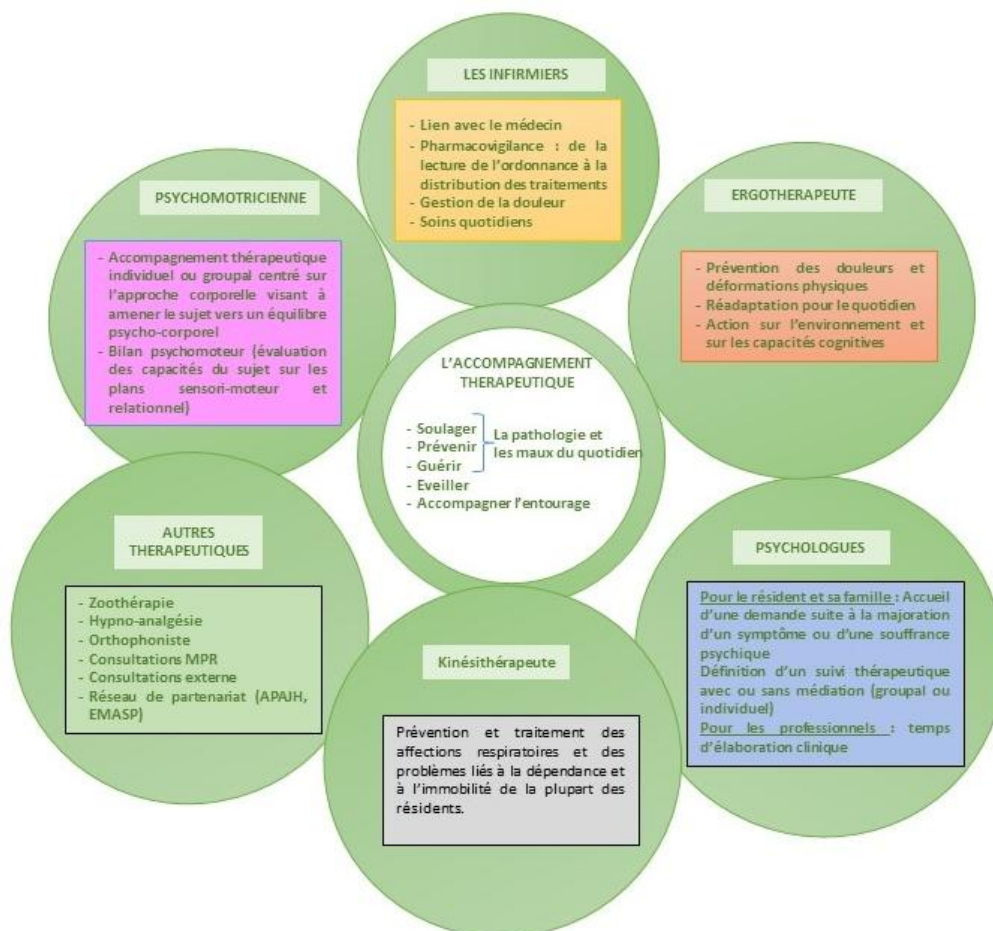 LES INFIRMIERS
- Lien avec le médecin
- Pharmacovigilance : de la
lecture de l'ordonnance à la
distribution des traitements
- Gestion de la douleur
- Soins quotidiens
PSYCHOMOTRICIENNE
- Accompagnement thérapeutique
individuel ou groupal centré sur
l'approche corporelle visant à
amener le sujet vers un équilibre
psycho-corporel
- Bilan psychomoteur (évaluation
des capacités du sujet sur les
plans sensori-moteur et
relationnel)
ERGOTHERAPEUTE
- Prévention des douleurs et
déformations physiques
- Réadaptation pour le quotidien
- Action sur l'environnement et
sur les capacités cognitives
L'ACCOMPAGNEMENT
THERAPEUTIQUE
- Soulager
- Prévenir
- Guérir
La pathologie et
les maux du quotidien
- Eveiller
- Accompagner l'entourage
AUTRES
THERAPEUTIQUES
- Zoothérapie
- Hypno-analgésie
- Orthophoniste
- Consultations MPR
- Consultations externe
- Réseau de partenariat (APAJH,
EMASP)
PSYCHOLOGUES
Pour le résident et sa famille : Accueil
d'une demande suite à la majoration
d'un symptôme ou d'une souffrance
psychique
Définition d'un suivi thérapeutique
avec ou sans médiation (groupal ou
individuel)
Pour les professionnels : temps
d'élaboration clinique
Kinésithérapeute
Prévention et traitement des
affections respiratoires et des
problèmes liés à la dépendance et
à l'immobilité de la plupart des
résidents.